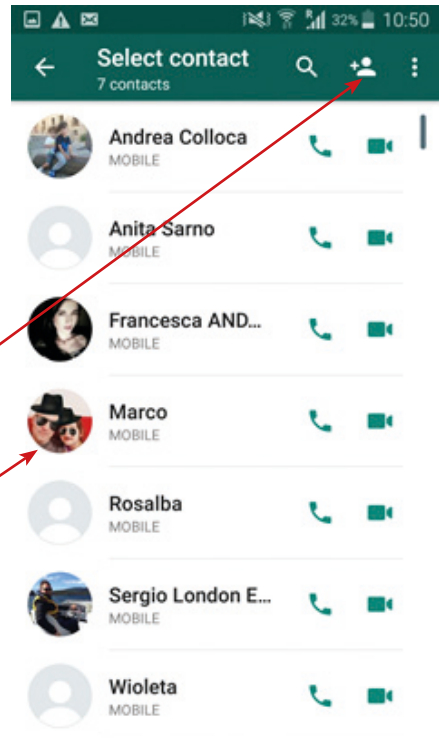 32% 10:50
Select contact
7 contacts
Andrea Colloca
MOBILE
Anita Sarno
MOBILE
Francesca AND...
MOBILE
Marco
MOBILE
Rosalba
MOBILE
Sergio London E...
MOBILE
Wioleta
MOBILE